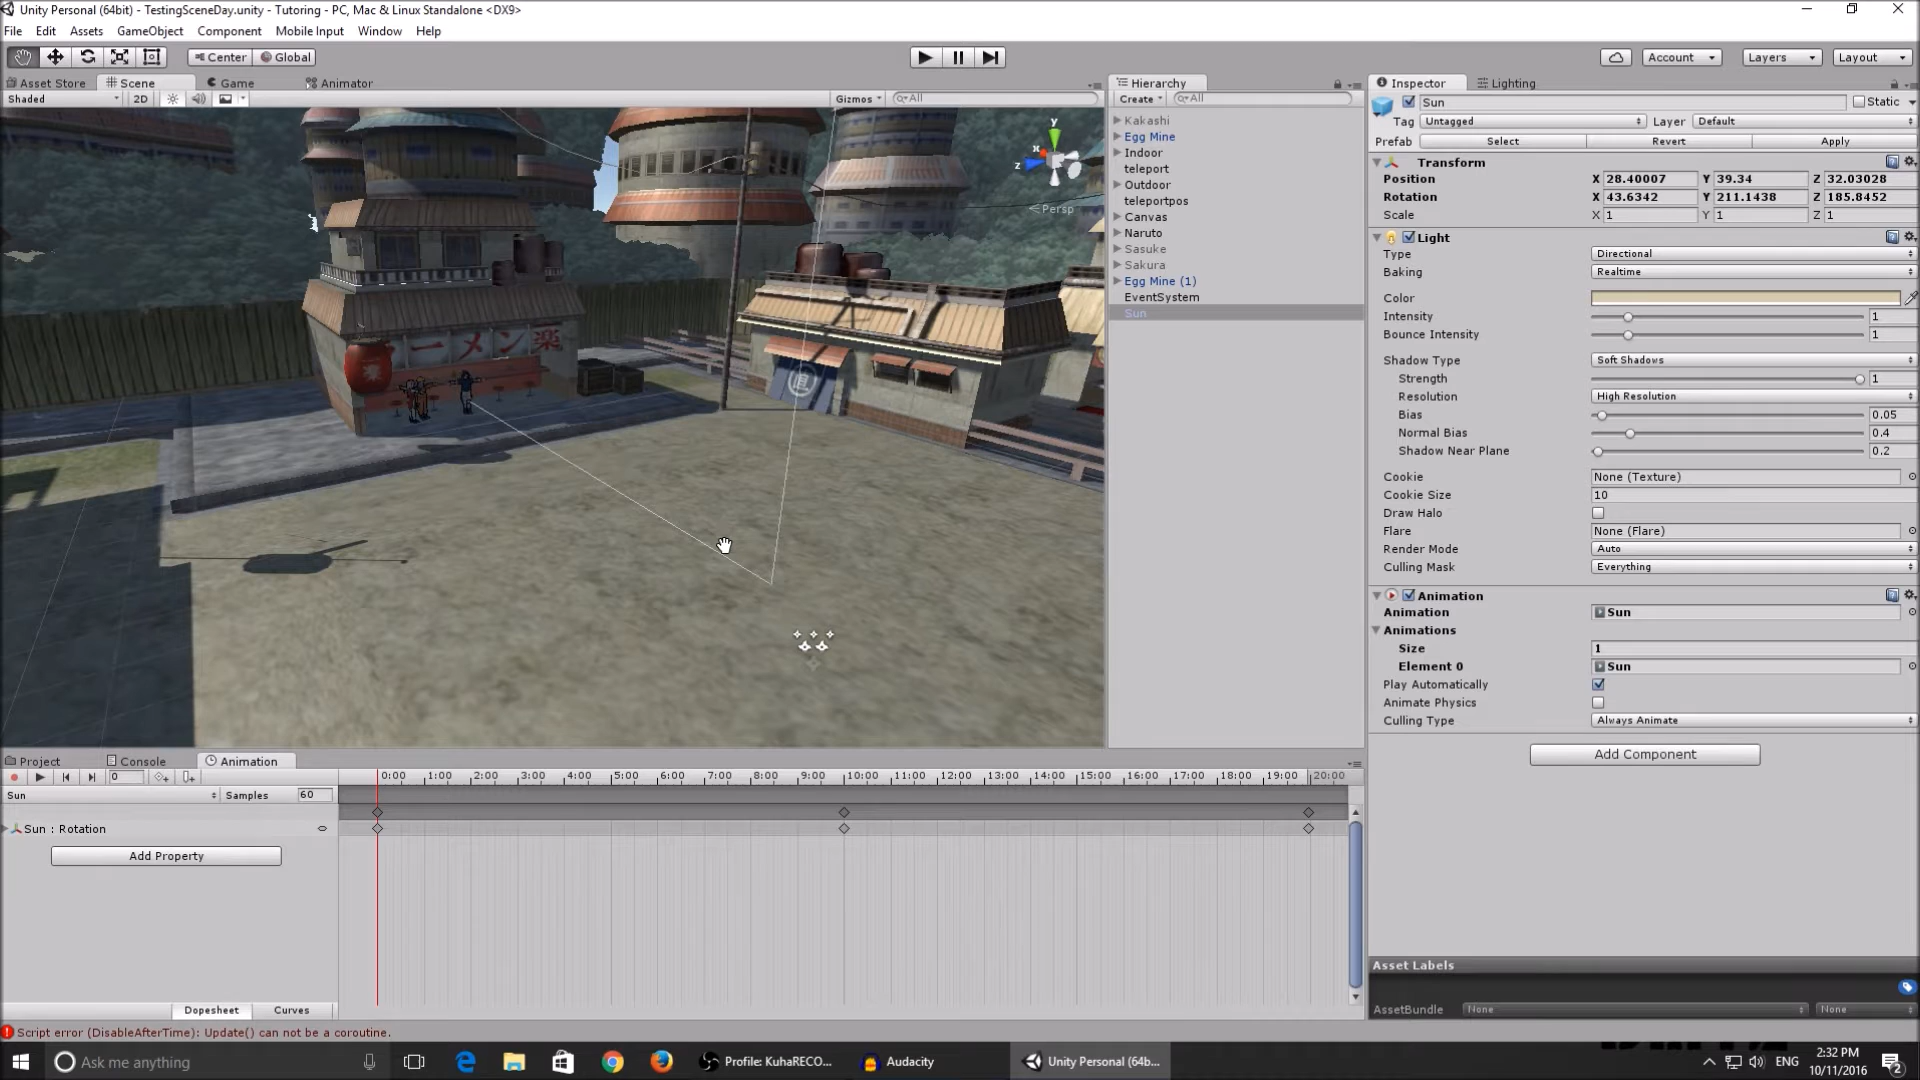 Unity Personal (64bit) - TestingSceneDay.unity - Tutoring - PC, Mac & Linux Standalone <DX9>
File Edit Assets GameObject Component Mobile Input Window Help
Center Global Account Layers Layout
Asset Store Scene Game Animator
Shaded 2D Gizmos All
y
x
z
Persp
ラーメン 楽
Hierarchy
Create All
Kakashi
Egg Mine
Indoor
teleport
Outdoor
teleportpos
Canvas
Naruto
Sasuke
Sakura
Egg Mine (1)
EventSystem
Sun
Inspector Lighting
Sun Static
Tag Untagged Layer Default
Prefab Select Revert Apply
Transform
Position X 28.40007 Y 39.34 Z 32.03028
Rotation X 43.6342 Y 211.1438 Z 185.8452
Scale X 1 Y 1 Z 1
Light
Type Directional
Baking Realtime
Color
Intensity 1
Bounce Intensity 1
Shadow Type Soft Shadows
Strength 1
Resolution High Resolution
Bias 0.05
Normal Bias 0.4
Shadow Near Plane 0.2
Cookie None (Texture)
Cookie Size 10
Draw Halo
Flare None (Flare)
Render Mode Auto
Culling Mask Everything
Animation
Animation Sun
Animations
Size 1
Element 0 Sun
Play Automatically
Animate Physics
Culling Type Always Animate
Add Component
Asset Labels
AssetBundle None None
Project Console Animation
0 0:00 1:00 2:00 3:00 4:00 5:00 6:00 7:00 8:00 9:00 10:00 11:00 12:00 13:00 14:00 15:00 16:00 17:00 18:00 19:00 20:00
Sun Samples 60
Sun : Rotation
Add Property
Dopesheet Curves
Script error (DisableAfterTime): Update() can not be a coroutine.
Ask me anything
Profile: KuhaRECO...
Audacity
Unity Personal (64b...
ENG
2:32 PM
10/11/2016
2